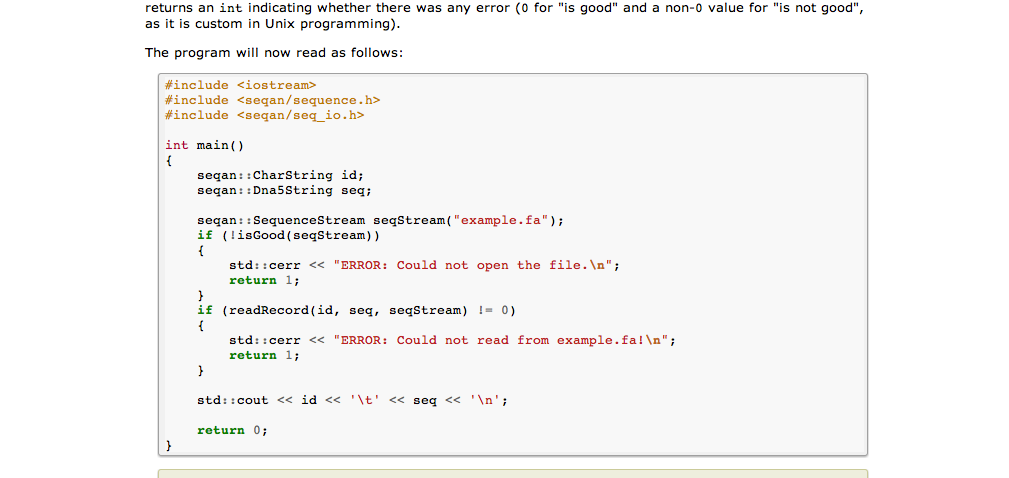 returns an int indicating whether there was any error (0 for "is good" and a non-0 value for "is not good",
as it is custom in Unix programming).
The program will now read as follows:
#include <iostream>
#include <seqan/sequence.h>
#include <seqan/seq_io.h>
int main()
{
    seqan::CharString id;
    seqan::Dna5String seq;
    seqan::SequenceStream seqStream("example.fa");
    if (!isGood(seqStream))
    {
        std::cerr << "ERROR: Could not open the file.\n";
        return 1;
    }
    if (readRecord(id, seq, seqStream) != 0)
    {
        std::cerr << "ERROR: Could not read from example.fa!\n";
        return 1;
    }
    std::cout << id << '\t' << seq << '\n';
    return 0;
}